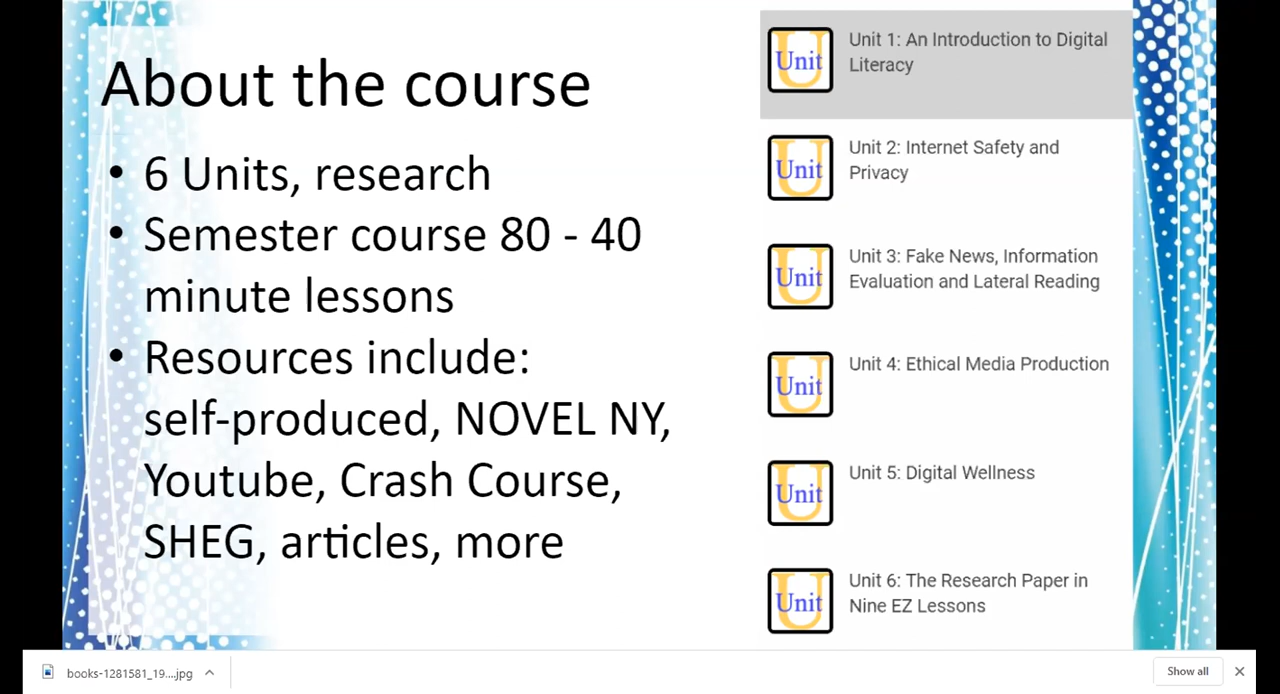 About the course
• 6 Units, research
• Semester course 80 - 40
minute lessons
• Resources include:
self-produced, NOVEL NY,
Youtube, Crash Course,
SHEG, articles, more
U
Unit
Unit 1: An Introduction to Digital
Literacy
U
Unit
Unit 2: Internet Safety and
Privacy
U
Unit
Unit 3: Fake News, Information
Evaluation and Lateral Reading
U
Unit
Unit 4: Ethical Media Production
U
Unit
Unit 5: Digital Wellness
U
Unit
Unit 6: The Research Paper in
Nine EZ Lessons
books-1281581_19....jpg
Show all